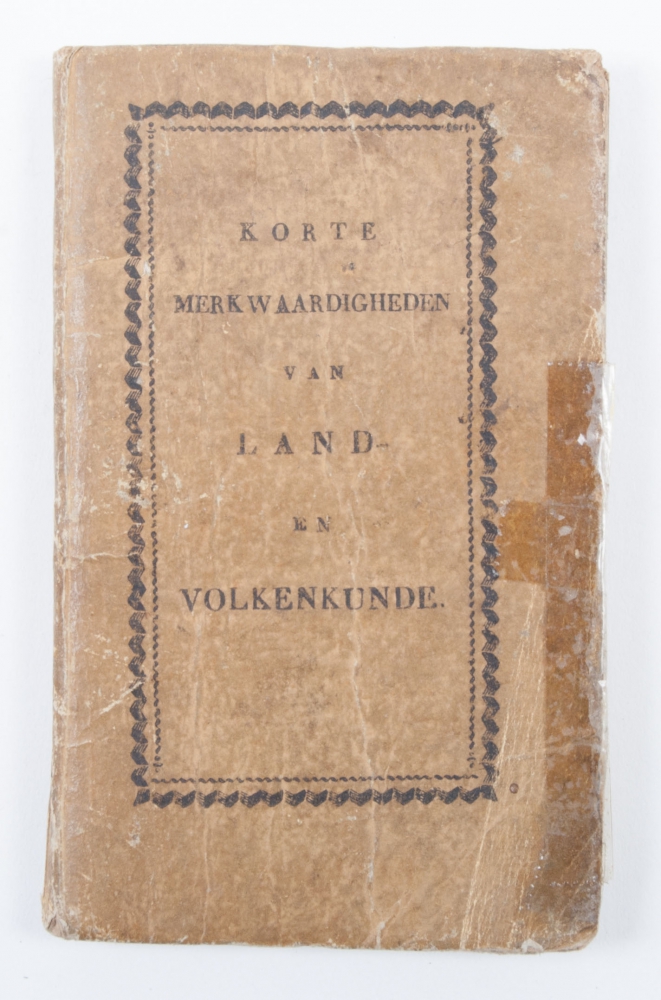 KORTE
MERKWAARDIGHEDEN
VAN
LAND-
EN
VOLKENKUNDE.